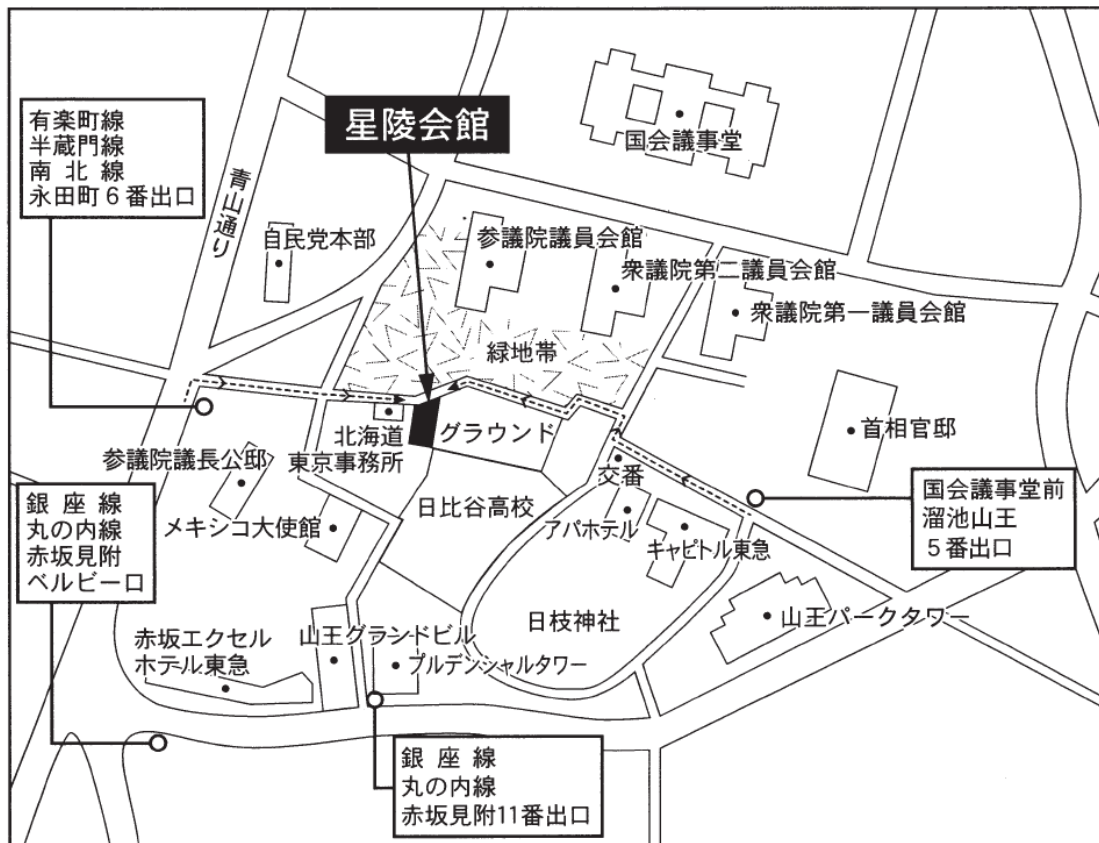 星陵会館
国会議事堂
有楽町線
半蔵門線
南北線
永田町6番出口
青山通り
自民党本部
参議院議員会館
衆議院第二議員会館
衆議院第一議員会館
緑地帯
北海道
東京事務所
グラウンド
首相官邸
参議院議長公邸
交番
銀座線
丸の内線
赤坂見附
ベルビー口
メキシコ大使館
日比谷高校
アパホテル
キャピトル東急
国会議事堂前
溜池山王
5番出口
日枝神社
山王パークタワー
赤坂エクセル
ホテル東急
山王グランドビル
プルデンシャルタワー
銀座線
丸の内線
赤坂見附11番出口